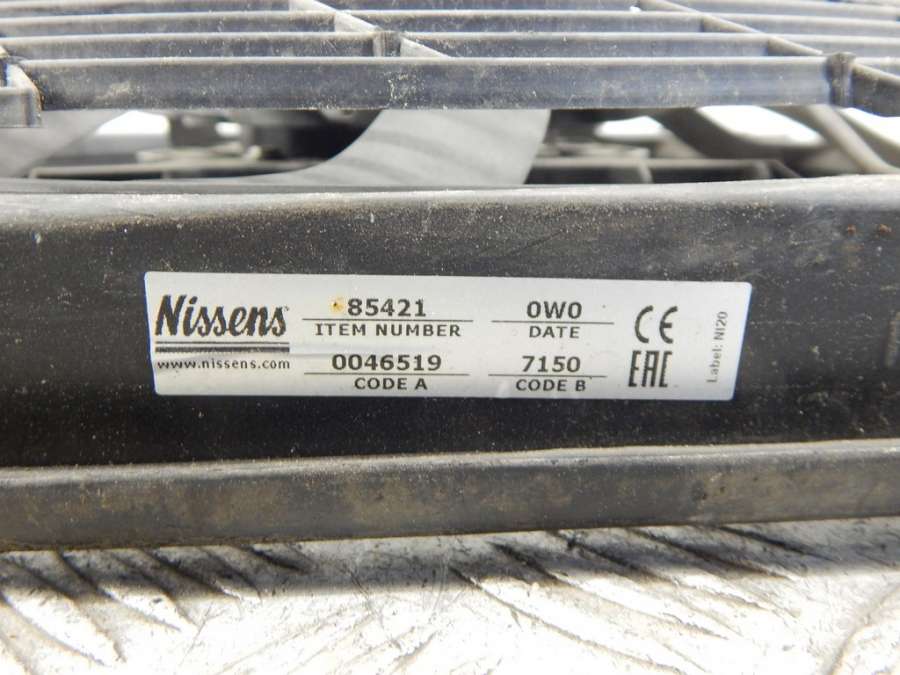 Nissens
www.nissens.com
85421
ITEM NUMBER
0046519
CODE A
0W0
DATE
7150
CODE B
CE
EAC
Label: NI20